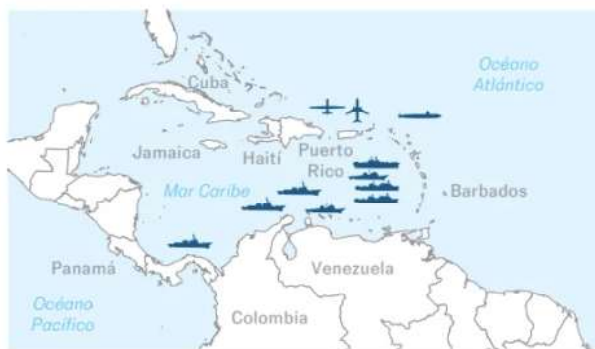 Océano
Atlántico
Cuba
Jamaica
Haití
Puerto
Rico
Mar Caribe
Barbados
Panamá
Venezuela
Océano
Pacífico
Colombia